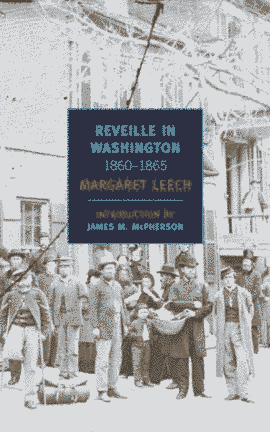 REVEILLE IN
WASHINGTON
1860–1865
MARGARET LEECH
INTRODUCTION BY
JAMES M. McPHERSON